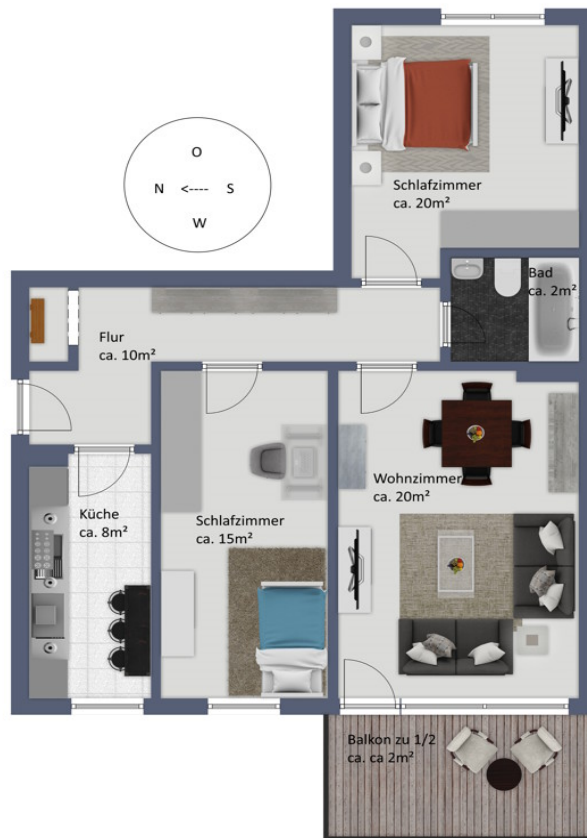 O
N <---- S
W
Schlafzimmer
ca. 20m²
Bad
ca. 2m²
Flur
ca. 10m²
Wohnzimmer
ca. 20m²
Küche
ca. 8m²
Schlafzimmer
ca. 15m²
Balkon zu 1/2
ca. ca 2m²